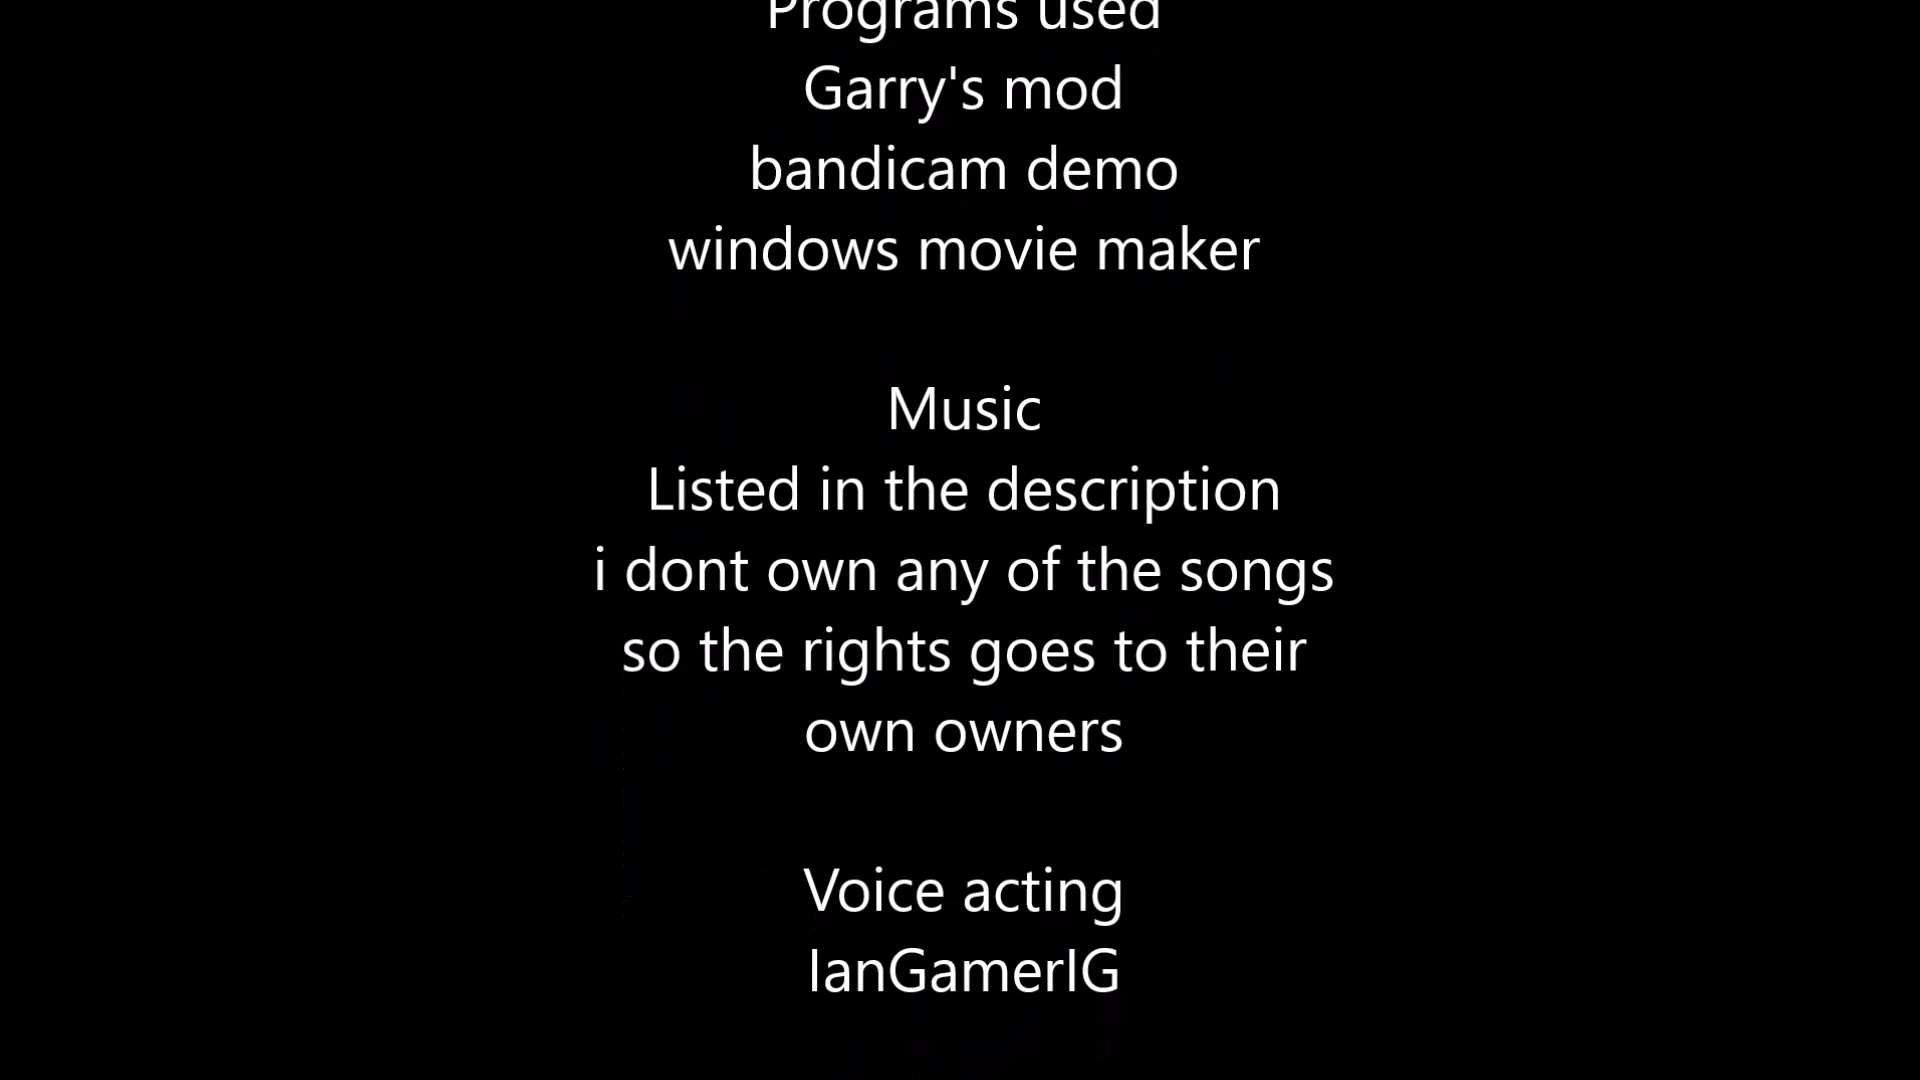 Programs used
Garry's mod
bandicam demo
windows movie maker
Music
Listed in the description
i dont own any of the songs
so the rights goes to their
own owners
Voice acting
IanGamerIG